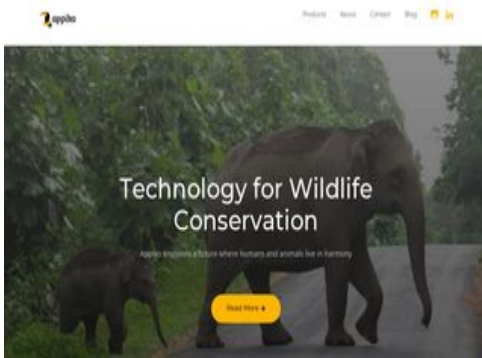 appiko
Products About Contact Blog
Technology for Wildlife
Conservation
Appiko envisions a future where humans and animals live in harmony
Read More